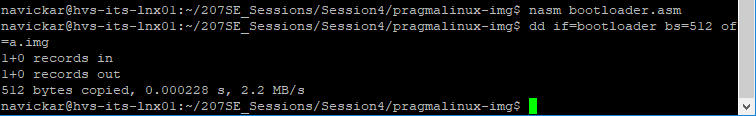 navickar@hvs-its-lnx01:~/207SE_Sessions/Session4/pragmalinux-img$ nasm bootloader.asm
navickar@hvs-its-lnx01:~/207SE_Sessions/Session4/pragmalinux-img$ dd if=bootloader bs=512 of
=a.img
1+0 records in
1+0 records out
512 bytes copied, 0.000228 s, 2.2 MB/s
navickar@hvs-its-lnx01:~/207SE_Sessions/Session4/pragmalinux-img$